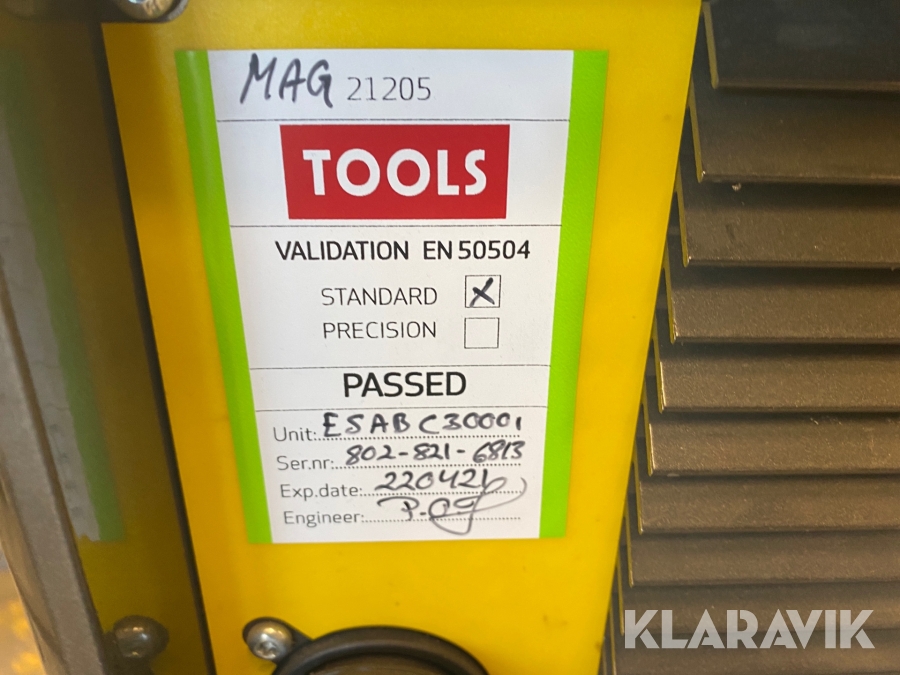 MAG 21205
TOOLS
VALIDATION EN 50504
STANDARD X
PRECISION
PASSED
Unit: ESAB C3000i
Ser.nr: 802-821-6813
Exp.date: 220421
Engineer:
KLARAVIK